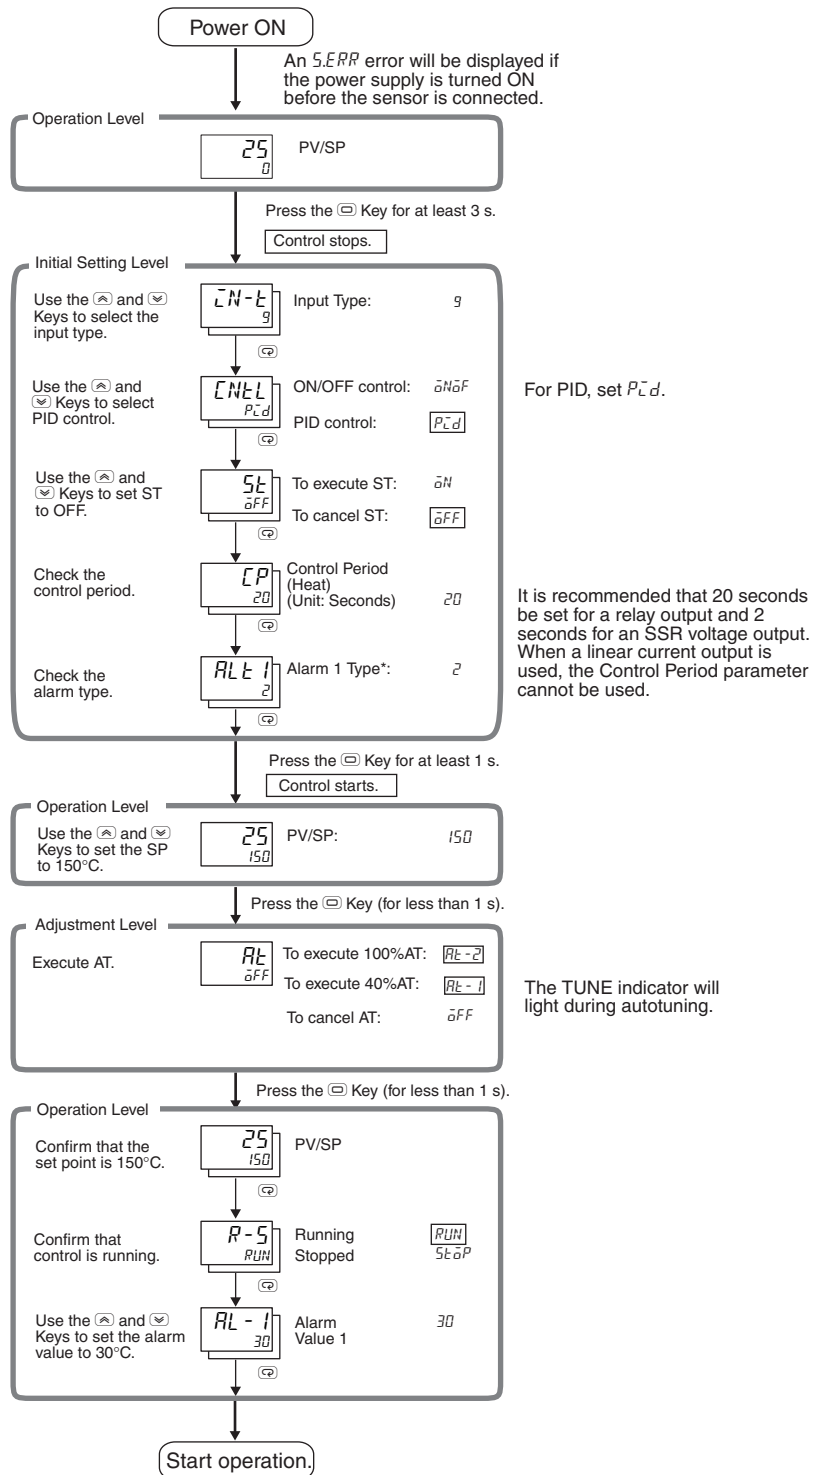 Power ON
An S.ERR error will be displayed if
the power supply is turned ON
before the sensor is connected.
Operation Level
25
0
PV/SP
Press the Key for at least 3 s.
Control stops.
Initial Setting Level
Use the and
Keys to select the
input type.
IN-T
9
Input Type:
9
Use the and
Keys to select
PID control.
CNTL
PID
ON/OFF control:
ONOF
PID control:
PID
For PID, set PID.
Use the and
Keys to set ST
to OFF.
ST
OFF
To execute ST:
ON
To cancel ST:
OFF
Check the
control period.
CP
20
Control Period
(Heat)
(Unit: Seconds)
20
It is recommended that 20 seconds
be set for a relay output and 2
seconds for an SSR voltage output.
When a linear current output is
used, the Control Period parameter
cannot be used.
Check the
alarm type.
ALT1
2
Alarm 1 Type*:
2
Press the Key for at least 1 s.
Control starts.
Operation Level
Use the and
Keys to set the SP
to 150°C.
25
150
PV/SP:
150
Press the Key (for less than 1 s).
Adjustment Level
Execute AT.
AT
OFF
To execute 100%AT:
AT-2
To execute 40%AT:
AT-1
To cancel AT:
OFF
The TUNE indicator will
light during autotuning.
Press the Key (for less than 1 s).
Operation Level
Confirm that the
set point is 150°C.
25
150
PV/SP
Confirm that
control is running.
R-S
RUN
Running
RUN
Stopped
STOP
Use the and
Keys to set the alarm
value to 30°C.
AL-1
30
Alarm
Value 1
30
Start operation.